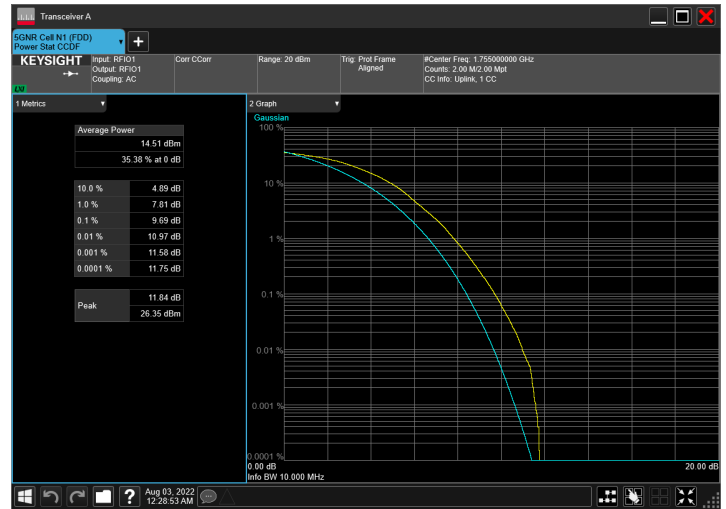 Transceiver A
5GNR Cell N1 (FDD)
Power Stat CCDF
KEYSIGHT
LXI
Input: RFIO1
Output: RFIO1
Coupling: AC
Corr CCorr
Range: 20 dBm
Trig: Prot Frame
Aligned
#Center Freq: 1.755000000 GHz
Counts: 2.00 M/2.00 Mpt
CC Info: Uplink, 1 CC
1 Metrics
Average Power
14.51 dBm
35.38 % at 0 dB
10.0 % 4.89 dB
1.0 % 7.81 dB
0.1 % 9.69 dB
0.01 % 10.97 dB
0.001 % 11.58 dB
0.0001 % 11.75 dB
Peak
11.84 dB
26.35 dBm
2 Graph
Gaussian
100 %
10 %
1 %
0.1 %
0.01 %
0.001 %
0.0001 %
0.00 dB 20.00 dB
Info BW 10.000 MHz
?
Aug 03, 2022
12:28:53 AM